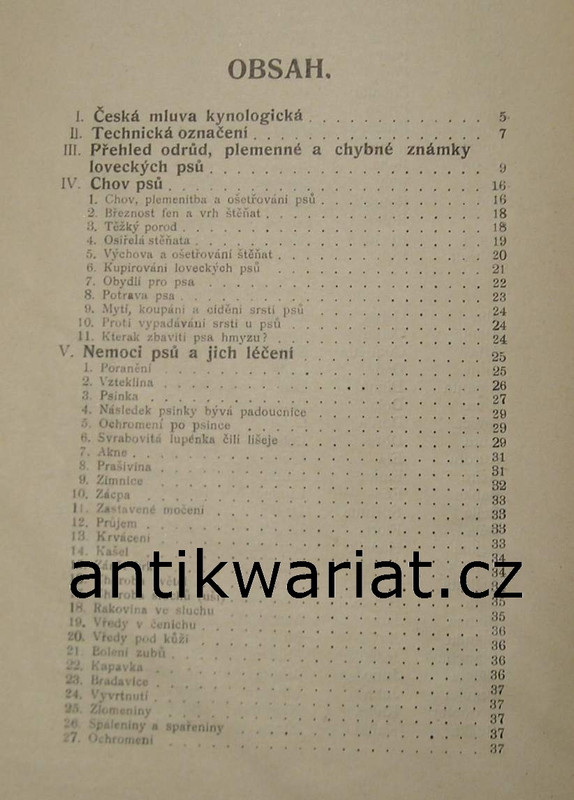 OBSAH.
I. Česká mluva kynologická . . . . . . . . . . . 5
II. Technická označení . . . . . . . . . . . . . . 7
III. Přehled odrůd, plemenné a chybné známky
loveckých psů . . . . . . . . . . . . . . . . . 9
IV. Chov psů . . . . . . . . . . . . . . . . . . . 16
1. Chov, plemenitba a ošetřování psů . . . . . . . . . 16
2. Březnost fen a vrh štěňat . . . . . . . . . . . . . 18
3. Těžký porod . . . . . . . . . . . . . . . . . . 18
4. Osiřelá štěňata . . . . . . . . . . . . . . . . . 19
5. Výchova a ošetřování štěňat . . . . . . . . . . . . 20
6. Kupírování loveckých psů . . . . . . . . . . . . . 21
7. Obydlí pro psa . . . . . . . . . . . . . . . . . 22
8. Potrava psa . . . . . . . . . . . . . . . . . . 23
9. Mytí, koupání a cídění srsti psů . . . . . . . . . . 24
10. Proti vypadávání srsti u psů . . . . . . . . . . . 24
11. Kterak zbaviti psa hmyzu? . . . . . . . . . . . . 24
V. Nemoci psů a jich léčení . . . . . . . . . . . 25
1. Poranění . . . . . . . . . . . . . . . . . . . 25
2. Vzteklina . . . . . . . . . . . . . . . . . . . 26
3. Psinka . . . . . . . . . . . . . . . . . . . . 27
4. Následek psinky bývá padoucnice . . . . . . . . . . 29
5. Ochromení po psince . . . . . . . . . . . . . . . 29
6. Svrabovitá lupénka čili lišeje . . . . . . . . . . . 29
7. Akne . . . . . . . . . . . . . . . . . . . . . 31
8. Prašivina . . . . . . . . . . . . . . . . . . . 31
9. Zimnice . . . . . . . . . . . . . . . . . . . . 32
10. Zácpa . . . . . . . . . . . . . . . . . . . . 33
11. Zastavené močení . . . . . . . . . . . . . . . . 33
12. Průjem . . . . . . . . . . . . . . . . . . . . 33
13. Krvácení . . . . . . . . . . . . . . . . . . . 33
14. Kašel . . . . . . . . . . . . . . . . . . . . 34
antikwariat.cz
34
35
18. Rakovina ve sluchu . . . . . . . . . . . . . . . 35
19. Vředy v čenichu . . . . . . . . . . . . . . . . 36
20. Vředy pod kůží . . . . . . . . . . . . . . . . . 36
21. Bolení zubů . . . . . . . . . . . . . . . . . . 36
22. Kapavka . . . . . . . . . . . . . . . . . . . 36
23. Bradavice . . . . . . . . . . . . . . . . . . . 37
24. Vyvrtnutí . . . . . . . . . . . . . . . . . . . 37
25. Zlomeniny . . . . . . . . . . . . . . . . . . 37
26. Spáleniny a spařeniny . . . . . . . . . . . . . . 37
27. Ochromení . . . . . . . . . . . . . . . . . . 37